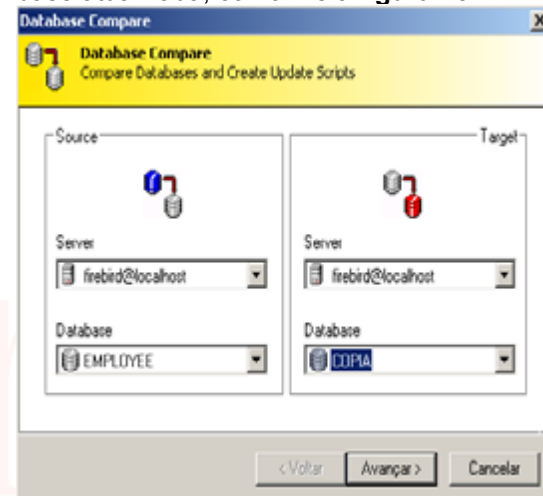 Database Compare
Database Compare
Compare Databases and Create Update Scripts
Source
Target
Server
Server
firebird@localhost
firebird@localhost
Database
Database
EMPLOYEE
COPIA
< Voltar
Avançar >
Cancelar